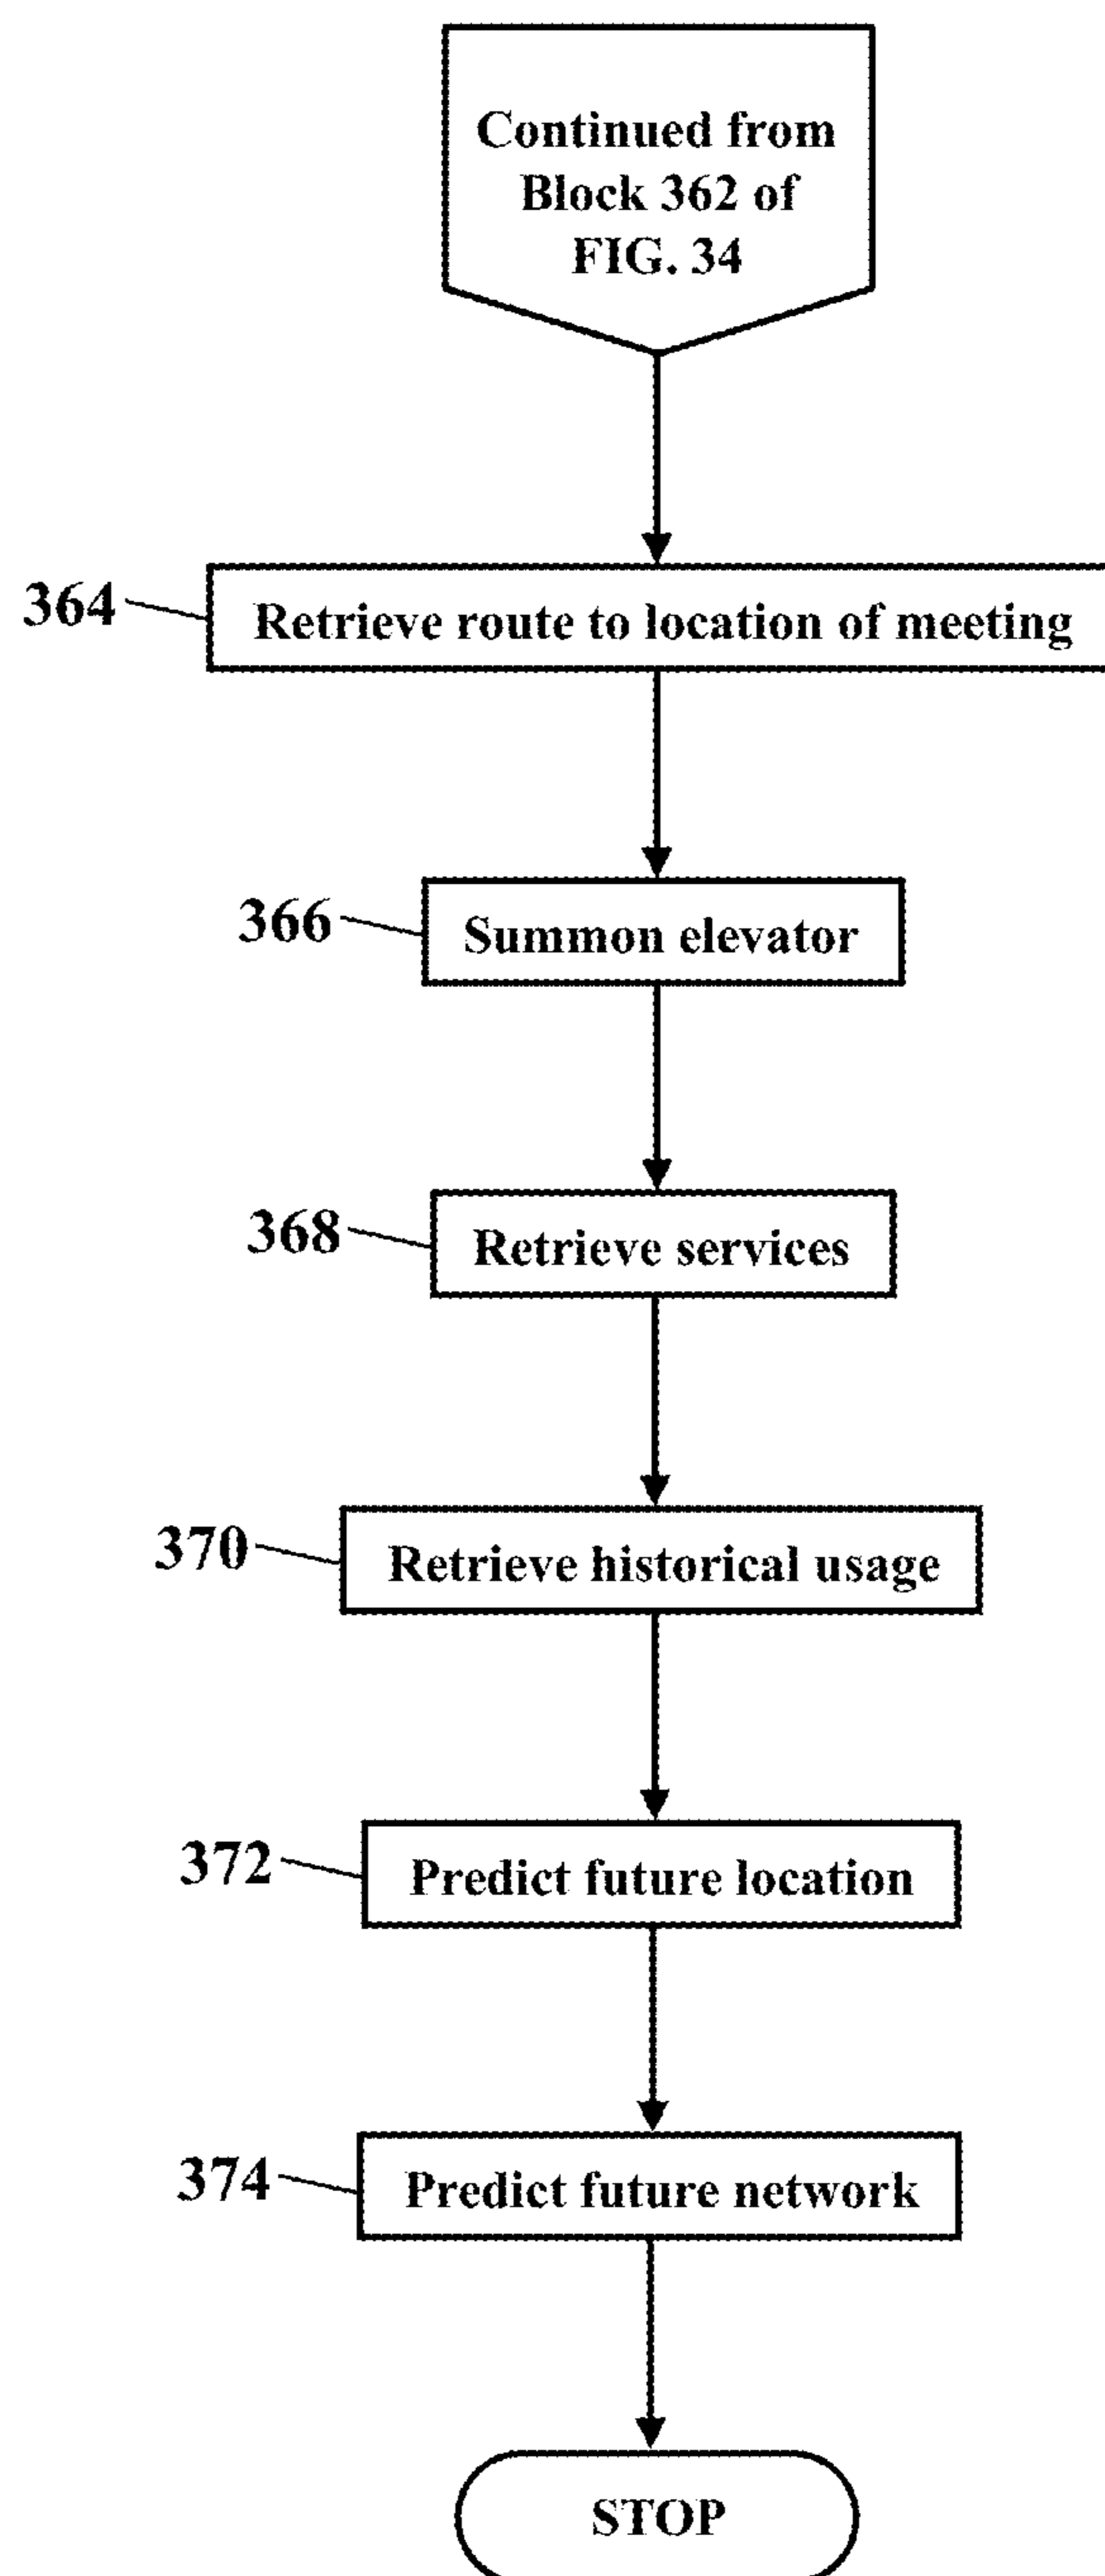 Continued from
Block 362 of
FIG. 34
364 Retrieve route to location of meeting
366 Summon elevator
368 Retrieve services
370 Retrieve historical usage
372 Predict future location
374 Predict future network
STOP